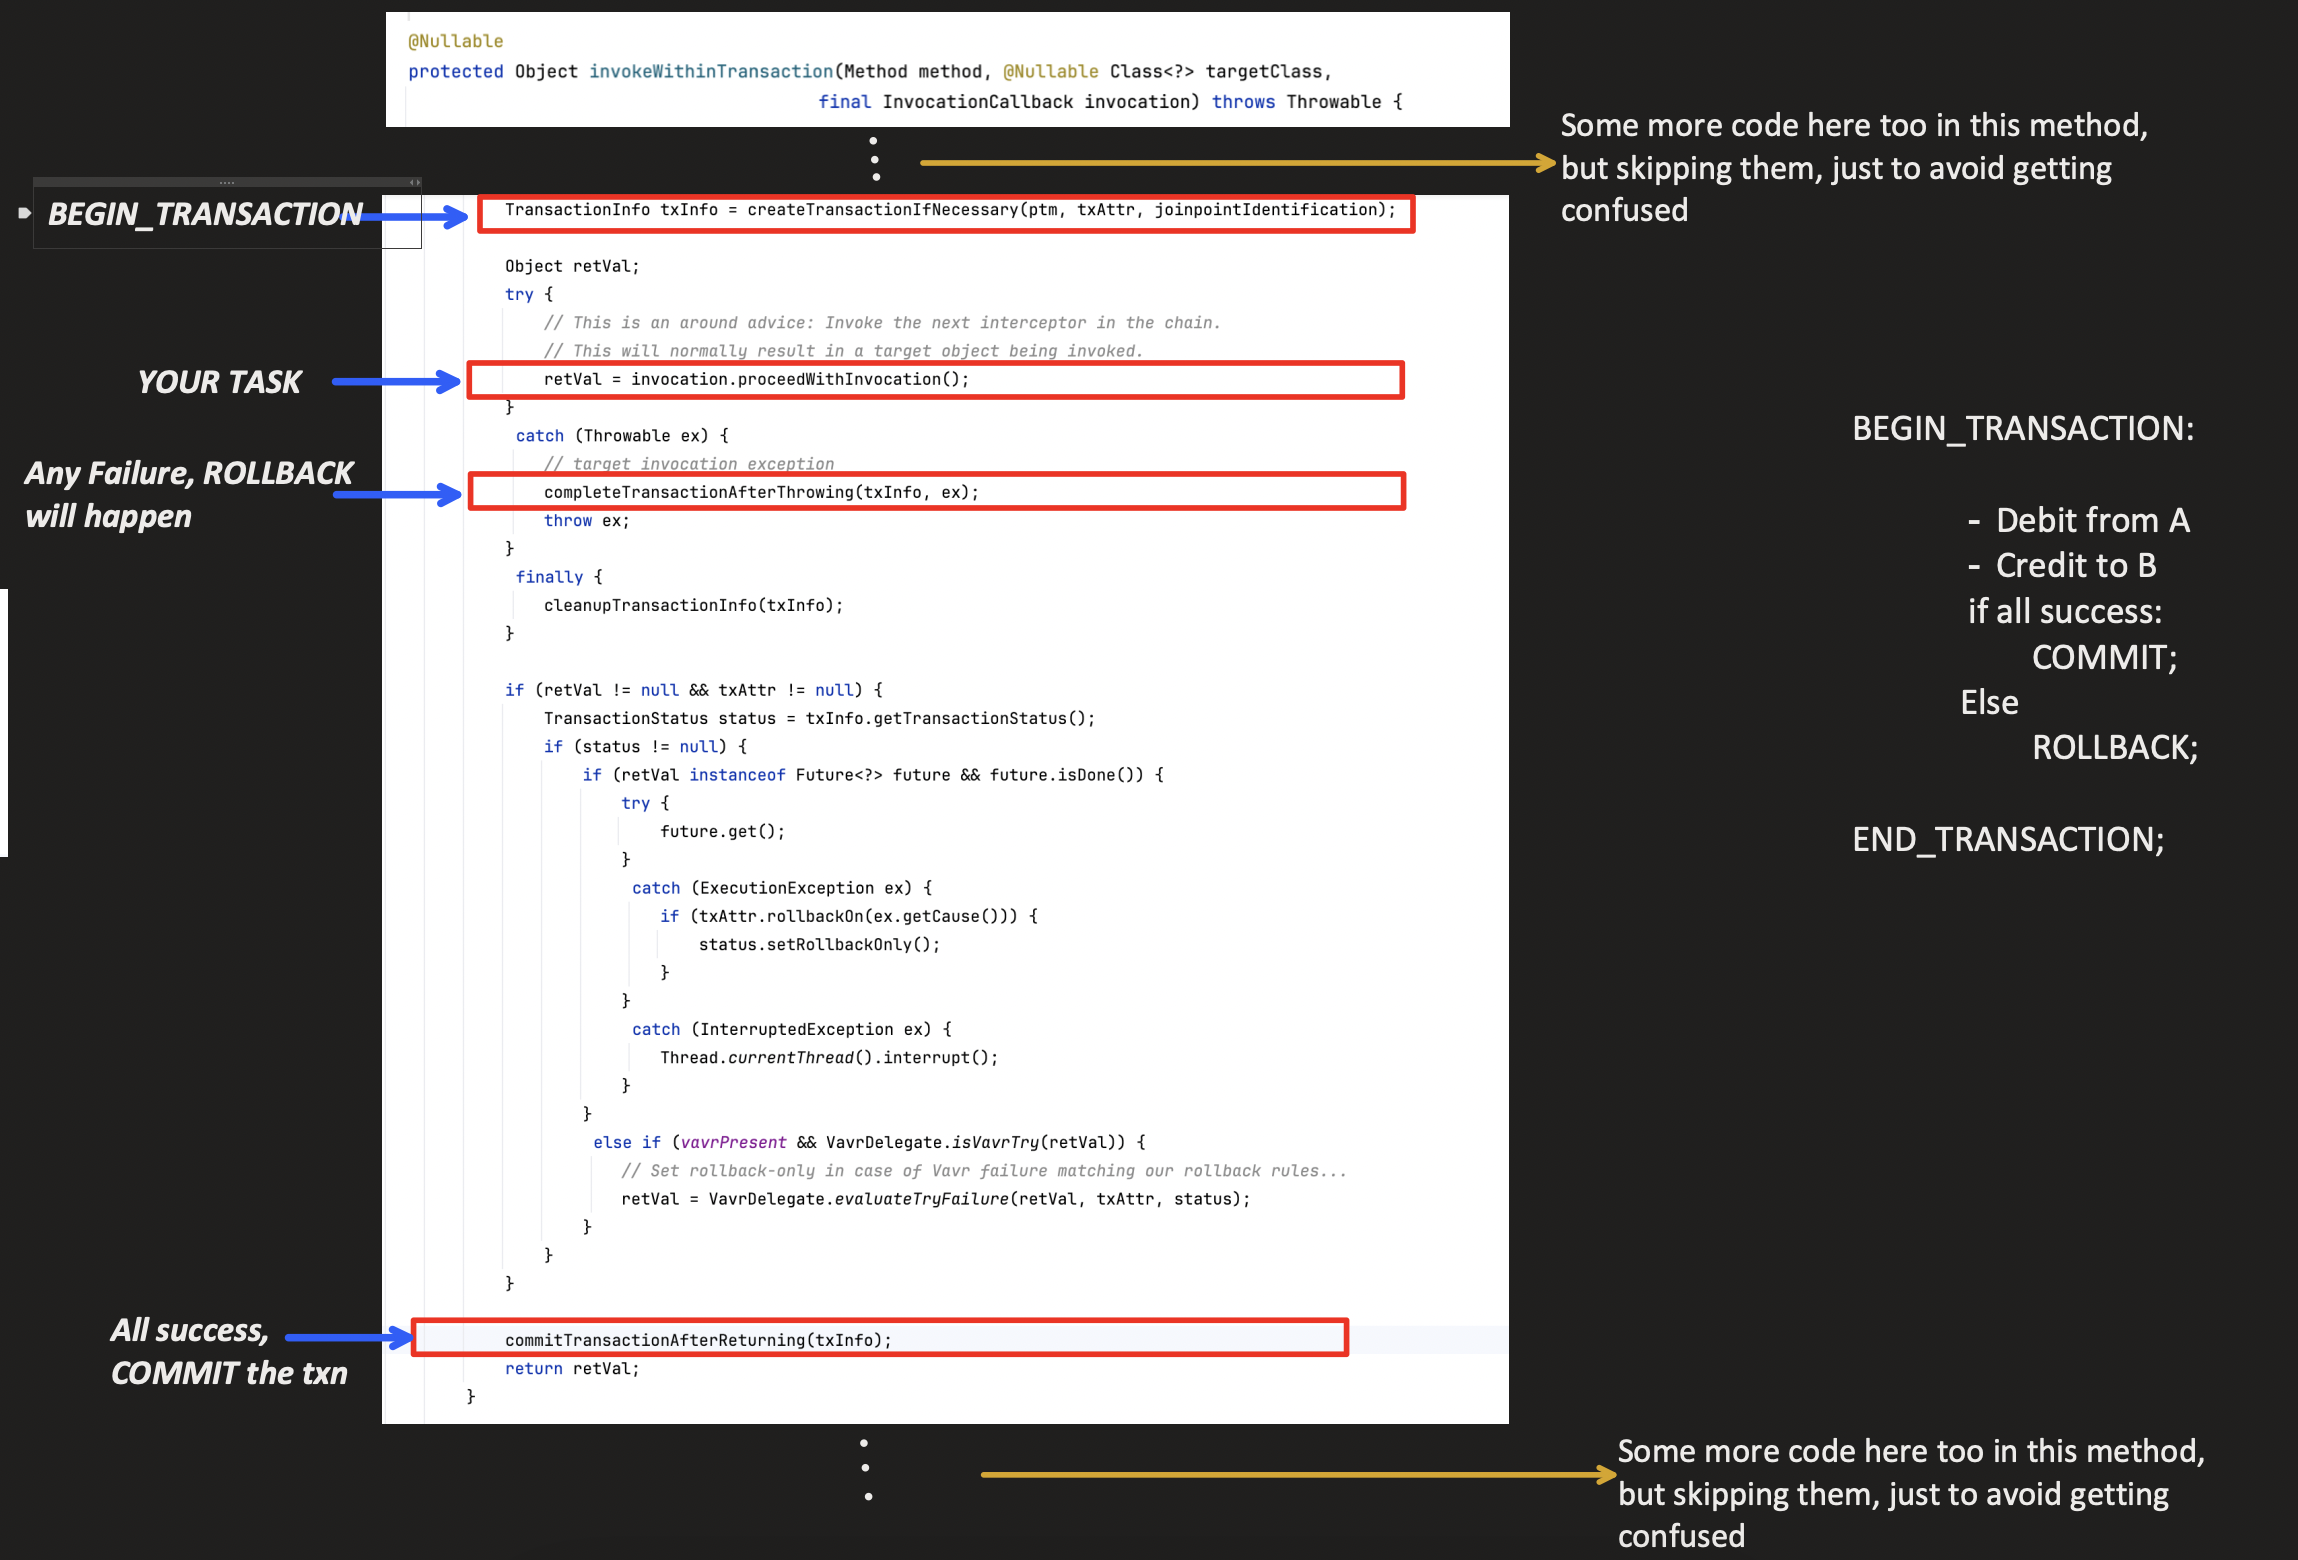 @Nullable
protected Object invokeWithinTransaction(Method method, @Nullable Class<?> targetClass,
final InvocationCallback invocation) throws Throwable {
Some more code here too in this method,
but skipping them, just to avoid getting
confused
BEGIN_TRANSACTION
TransactionInfo txInfo = createTransactionIfNecessary(ptm, txAttr, joinpointIdentification);
Object retVal;
try {
// This is an around advice: Invoke the next interceptor in the chain.
// This will normally result in a target object being invoked.
YOUR TASK
retVal = invocation.proceedWithInvocation();
}
catch (Throwable ex) {
// target invocation exception
Any Failure, ROLLBACK
will happen
completeTransactionAfterThrowing(txInfo, ex);
throw ex;
}
finally {
cleanupTransactionInfo(txInfo);
}
if (retVal != null && txAttr != null) {
TransactionStatus status = txInfo.getTransactionStatus();
if (status != null) {
if (retVal instanceof Future<?> future && future.isDone()) {
try {
future.get();
}
catch (ExecutionException ex) {
if (txAttr.rollbackOn(ex.getCause())) {
status.setRollbackOnly();
}
}
catch (InterruptedException ex) {
Thread.currentThread().interrupt();
}
}
else if (vavrPresent && VavrDelegate.isVavrTry(retVal)) {
// Set rollback-only in case of Vavr failure matching our rollback rules...
retVal = VavrDelegate.evaluateTryFailure(retVal, txAttr, status);
}
}
}
All success,
COMMIT the txn
commitTransactionAfterReturning(txInfo);
return retVal;
}
BEGIN_TRANSACTION:
- Debit from A
- Credit to B
if all success:
COMMIT;
Else
ROLLBACK;
END_TRANSACTION;
Some more code here too in this method,
but skipping them, just to avoid getting
confused